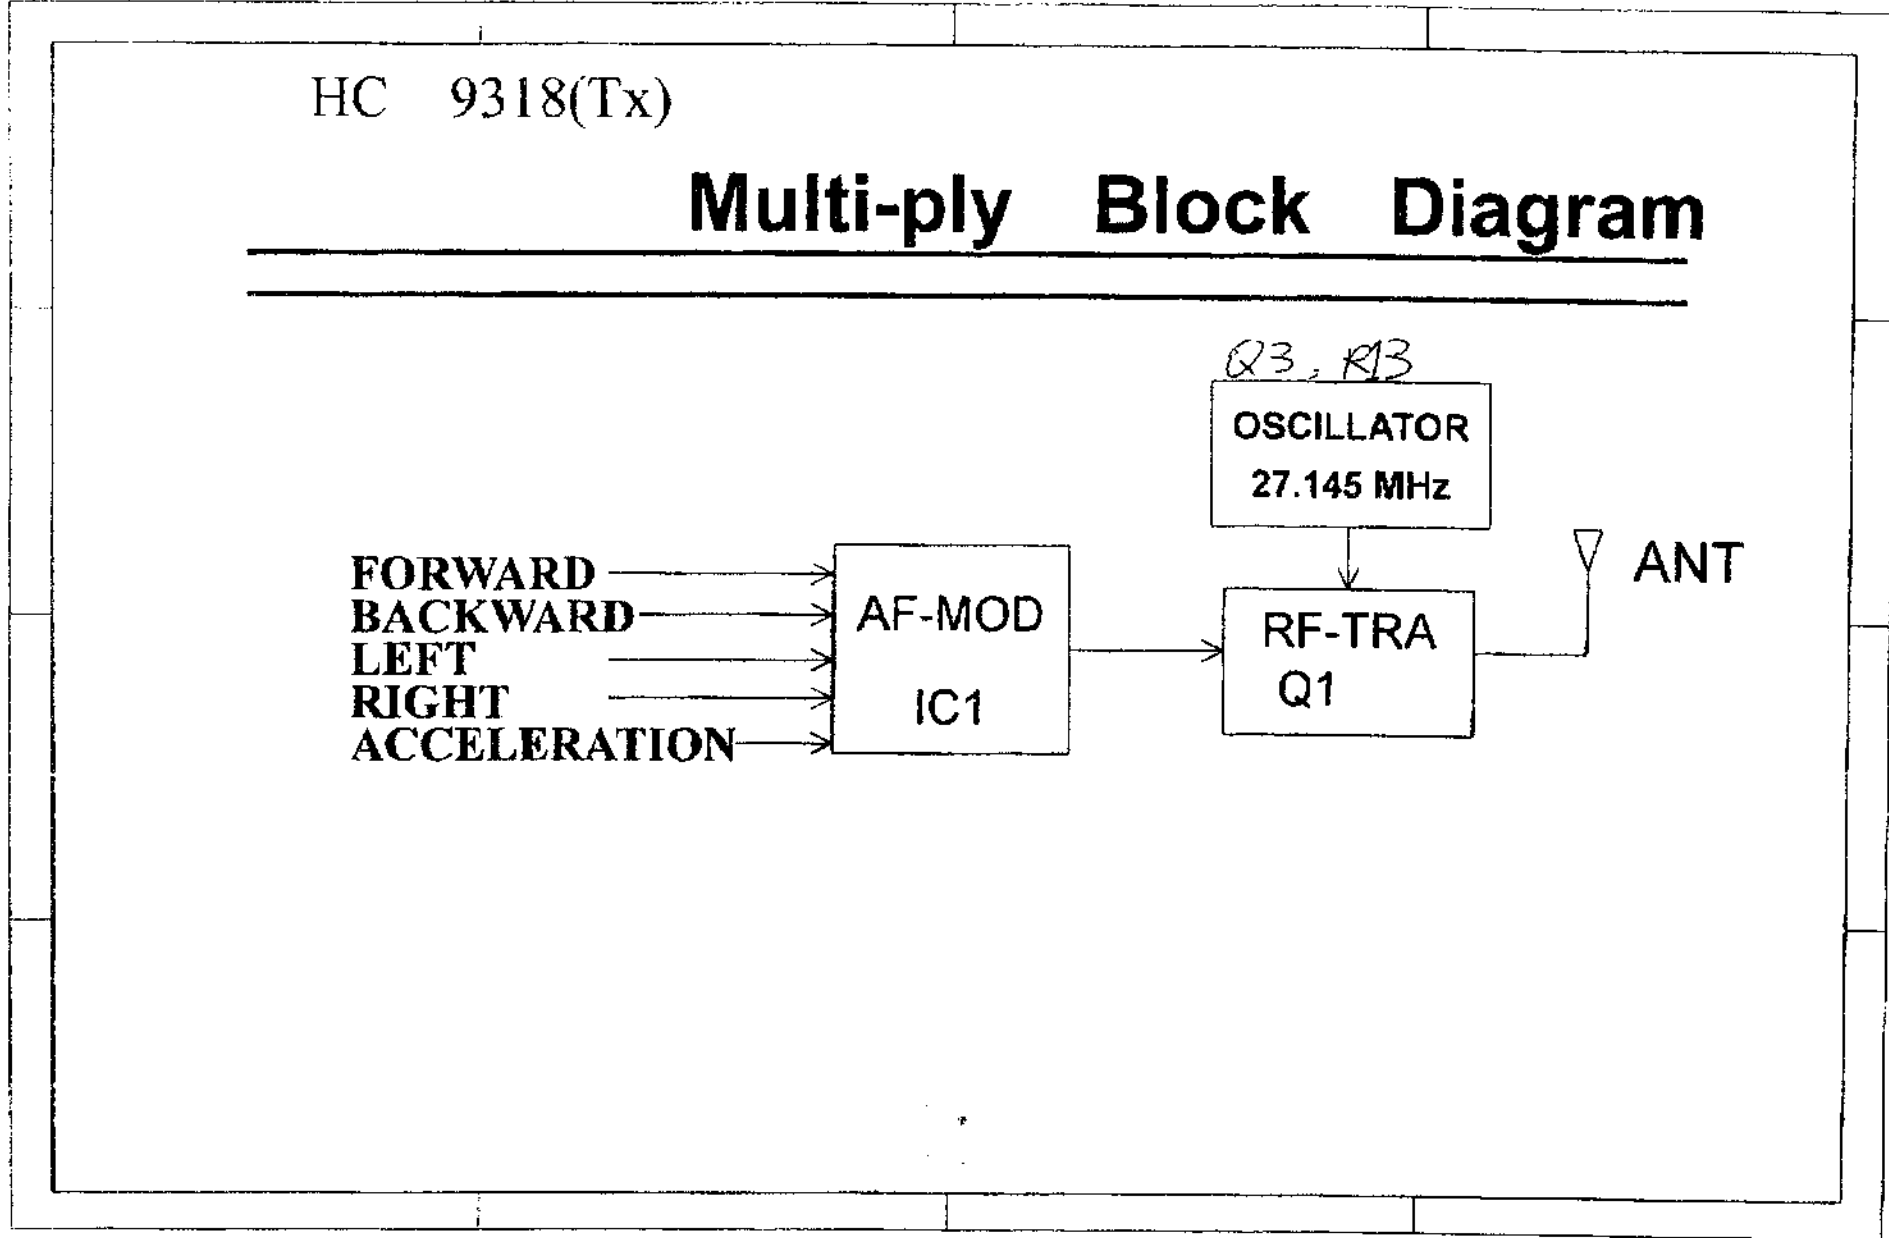 HC 9318(Tx)
Multi-ply Block Diagram
Q3, R13
OSCILLATOR
27.145 MHz
ANT
FORWARD
BACKWARD
LEFT
RIGHT
ACCELERATION
AF-MOD
IC1
RF-TRA
Q1